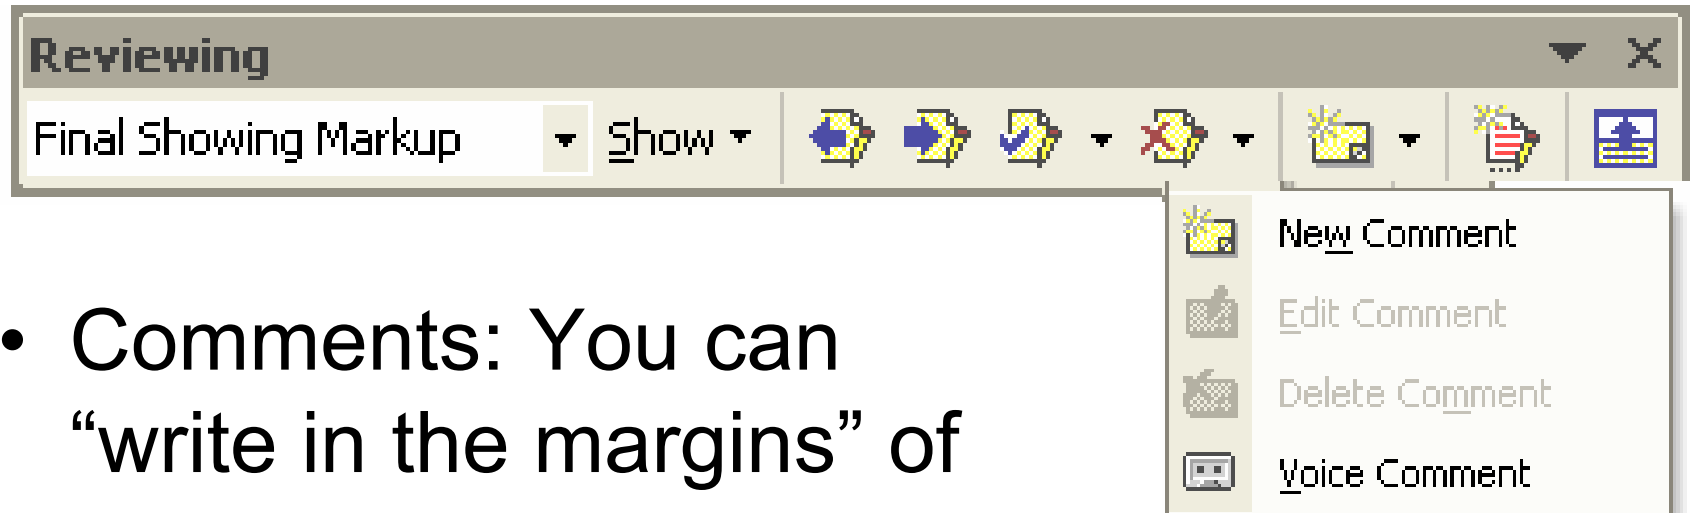 Reviewing
Final Showing Markup Show
New Comment
Edit Comment
Delete Comment
Voice Comment
• Comments: You can
“write in the margins” of